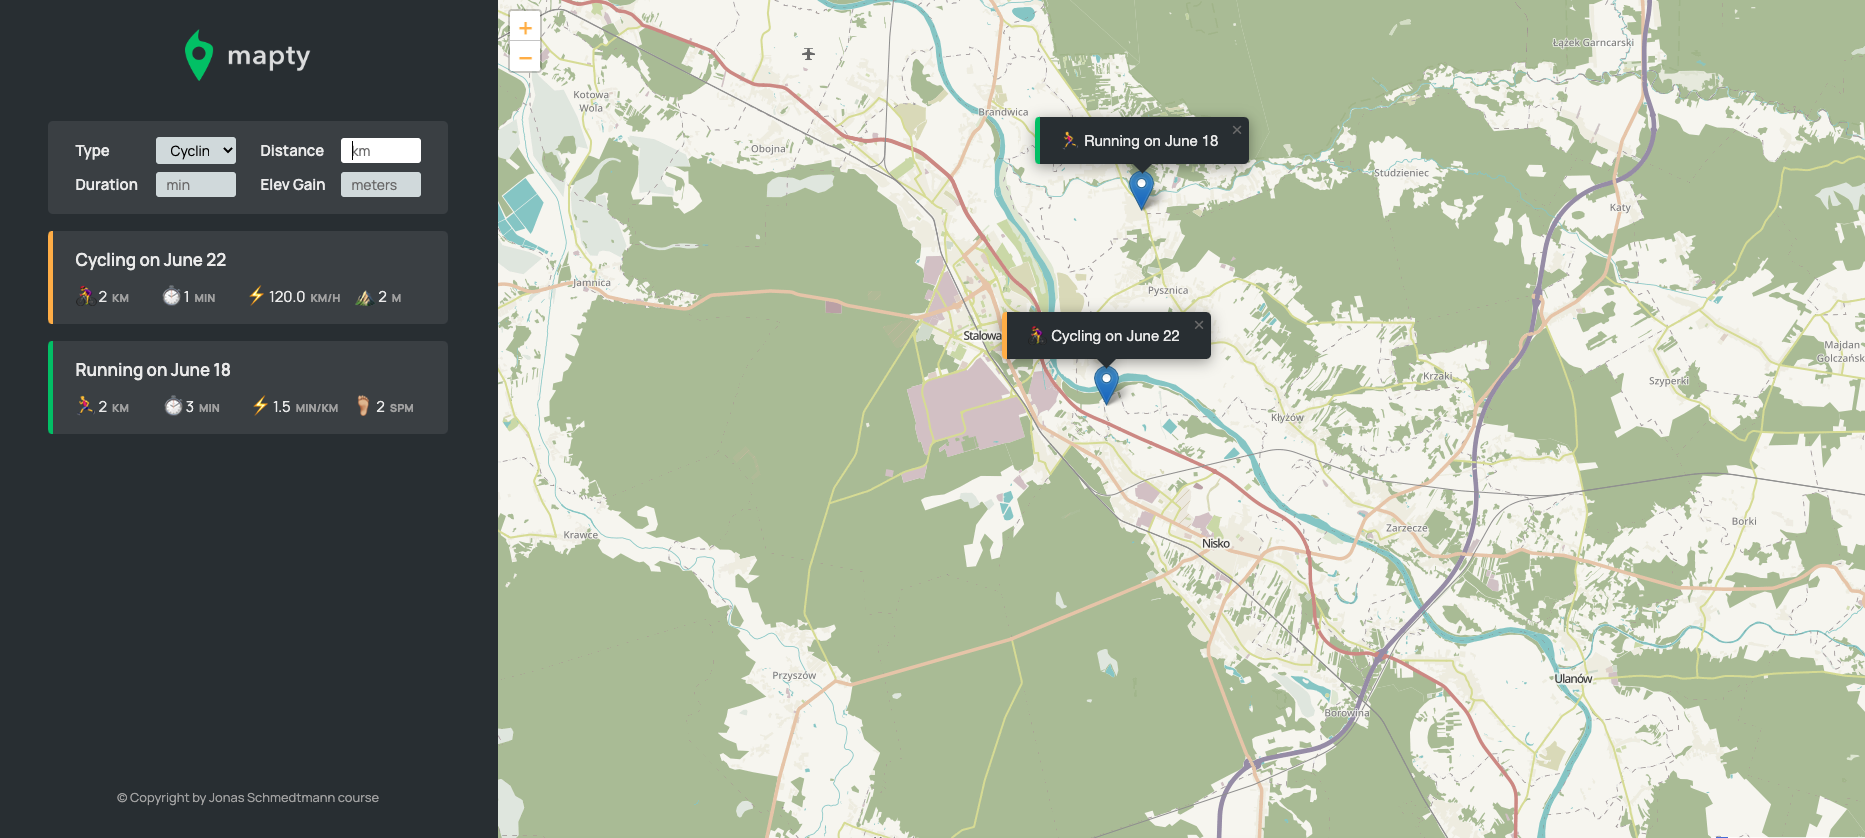 mapty
Type Cyclin Distance km
Duration min Elev Gain meters
Cycling on June 22
2 KM 1 MIN 120.0 KM/H 2 M
Running on June 18
2 KM 3 MIN 1.5 MIN/KM 2 SPM
© Copyright by Jonas Schmedtmann course
+
−
Łążek Garncarski
Kotowa
Wola
Brandwica
Running on June 18 ×
Obojna
Studzieniec
Katy
Jamnica
Pysznica
Stalowa
Cycling on June 22 ×
Majdan
Golczańsk
Krzaki
Szyperki
Kłyżów
Krawce
Nisko
Zarzecze
Borki
Przyszów
Ulanów
Borowina